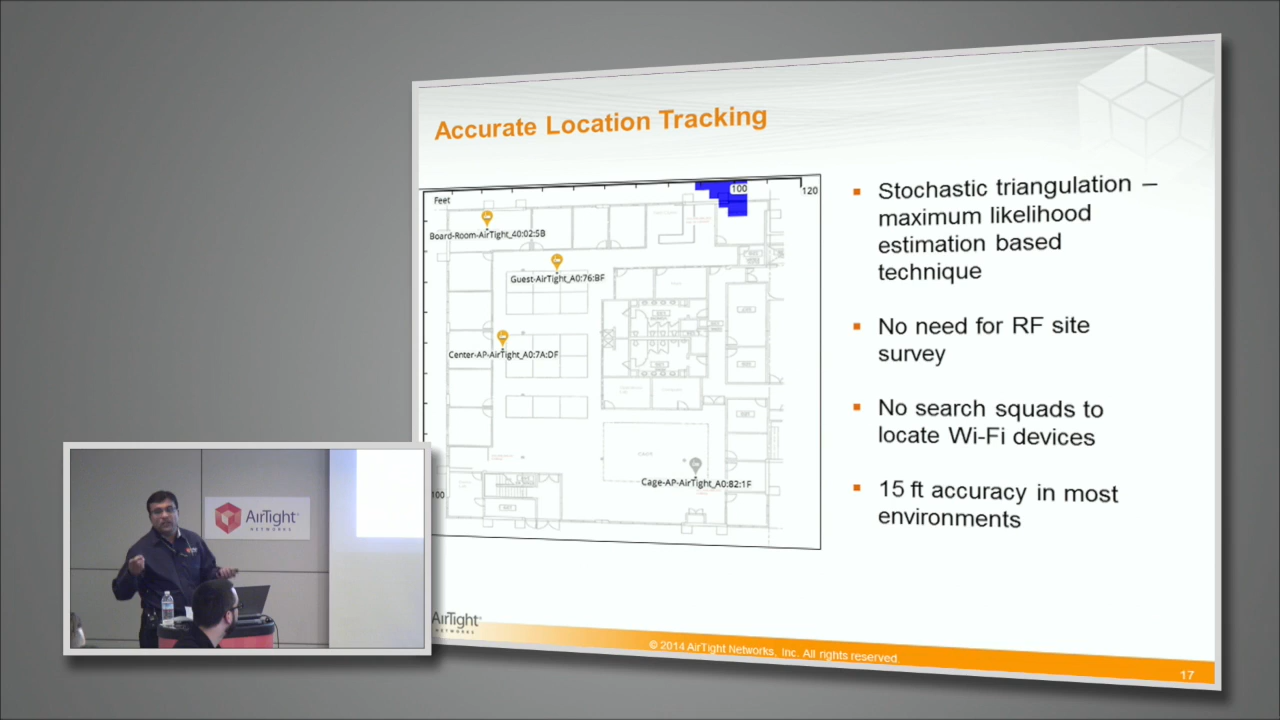 Accurate Location Tracking
Feet
100
120
Board-Room-AirTight_40:02:5B
Guest-AirTight_A0:76:BF
Center-AP-AirTight_A0:7A:DF
Cage-AP-AirTight_A0:82:1F
100
Stochastic triangulation –
maximum likelihood
estimation based
technique
No need for RF site
survey
No search squads to
locate Wi-Fi devices
15 ft accuracy in most
environments
AirTight
NETWORKS
AirTight
NETWORKS
© 2014 AirTight Networks, Inc. All rights reserved.
17